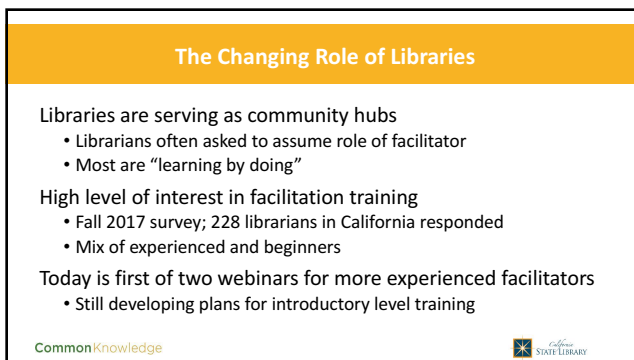 The Changing Role of Libraries
Libraries are serving as community hubs
• Librarians often asked to assume role of facilitator
• Most are “learning by doing”
High level of interest in facilitation training
• Fall 2017 survey; 228 librarians in California responded
• Mix of experienced and beginners
Today is first of two webinars for more experienced facilitators
• Still developing plans for introductory level training
CommonKnowledge
California
STATE LIBRARY